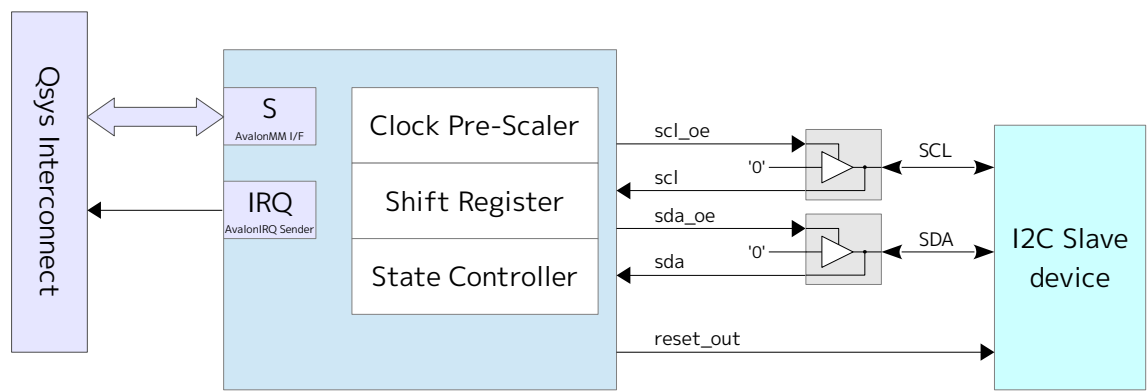 Qsys Interconnect
S
AvalonMM I/F
IRQ
AvalonIRQ Sender
Clock Pre-Scaler
Shift Register
State Controller
scl_oe
'0'
scl
sda_oe
'0'
sda
reset_out
SCL
SDA
I2C Slave
device